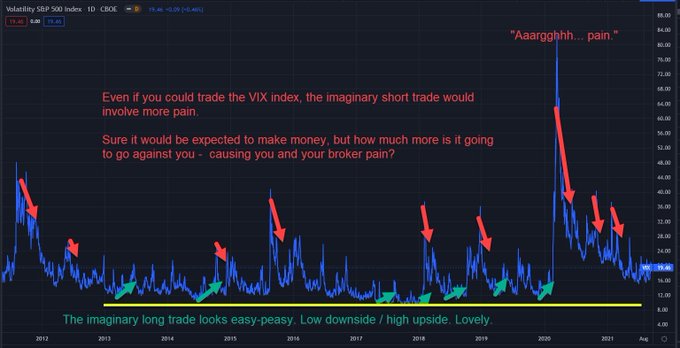 Volatility S&P 500 Index · 1D · CBOE
19.46 −0.09 (−0.46%)
D
19.46 0.00 19.46
88.00
84.00
"Aaarggghhh... pain."
80.00
76.00
72.00
68.00
Even if you could trade the VIX index, the imaginary short trade would
involve more pain.
64.00
60.00
56.00
Sure it would be expected to make money, but how much more is it going
to go against you - causing you and your broker pain?
52.00
48.00
44.00
40.00
36.00
32.00
28.00
24.00
VIX 19.46
16.00
12.00
The imaginary long trade looks easy-peasy. Low downside / high upside. Lovely.
8.00
2012 2013 2014 2015 2016 2017 2018 2019 2020 2021 Aug